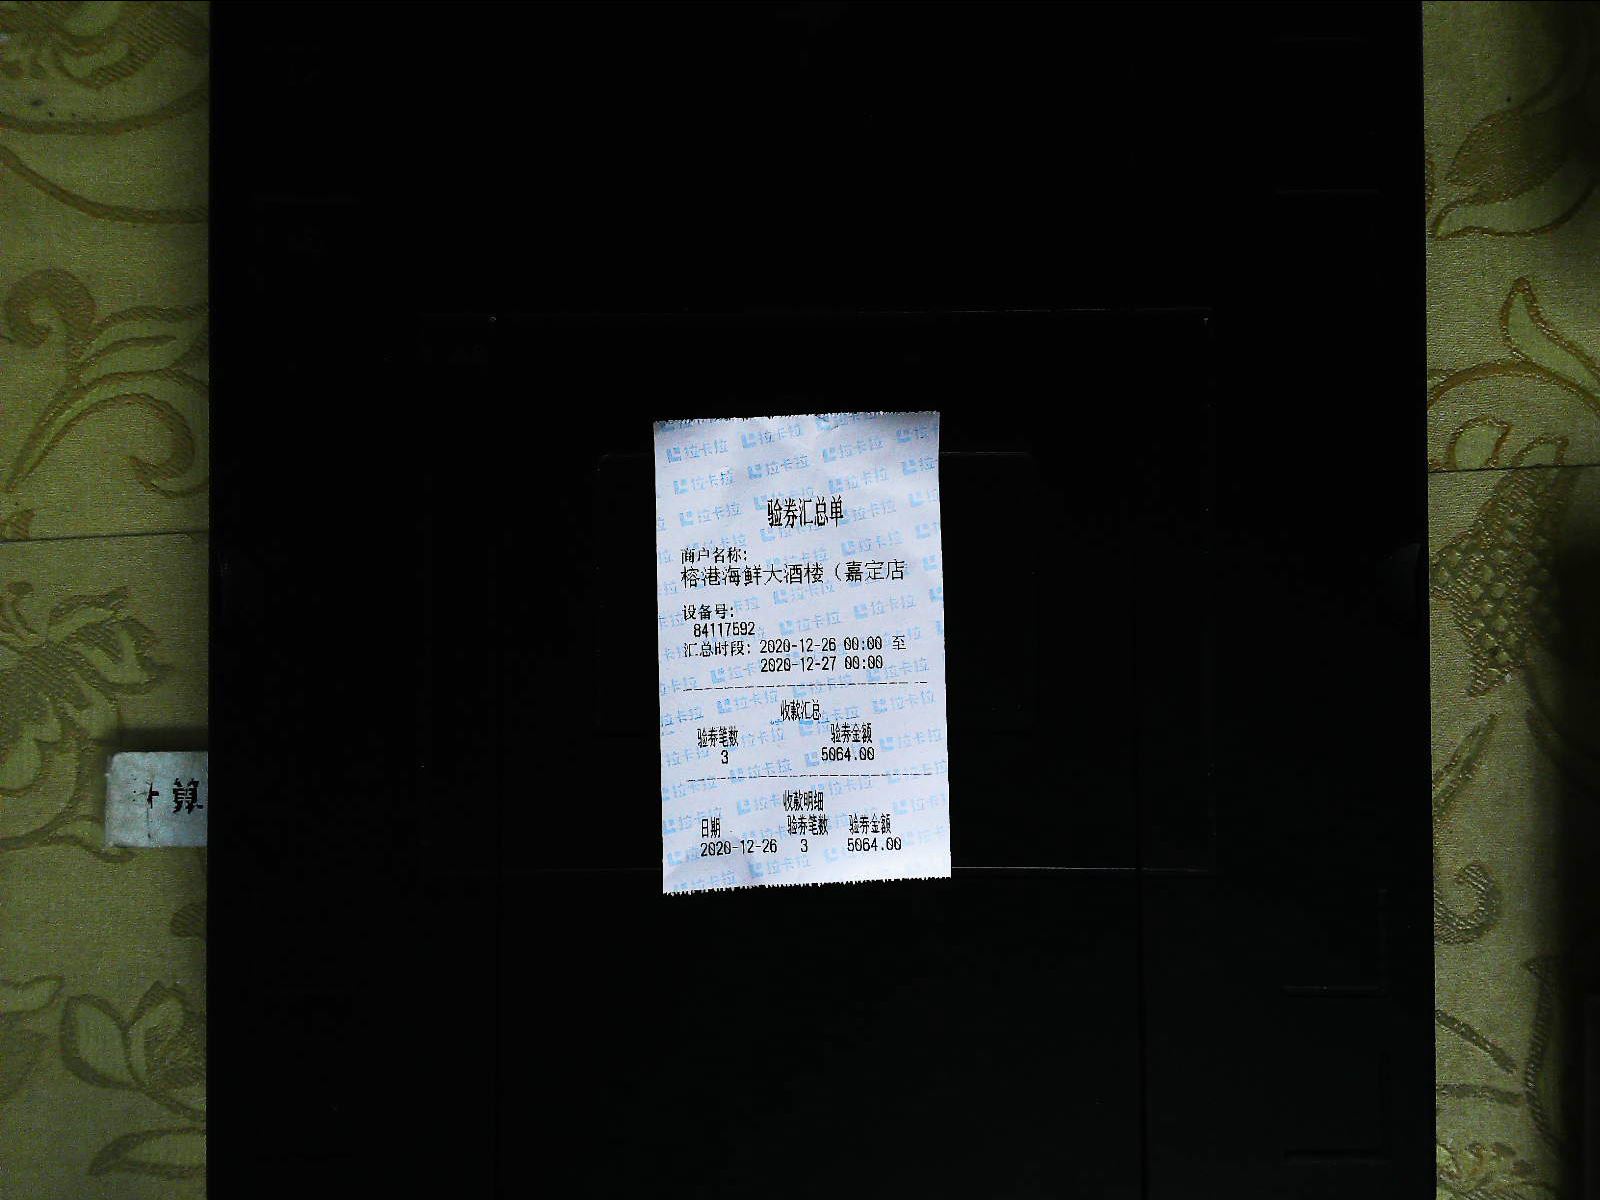 验券汇总单
商户名称:
榕港海鲜大酒楼（嘉定店
设备号:
84117592
汇总时段: 2020-12-26 00:00 至
2020-12-27 00:00
收款汇总
验券笔数 验券金额
3 5064.00
收款明细
日期 验券笔数 验券金额
2020-12-26 3 5064.00
拉卡拉